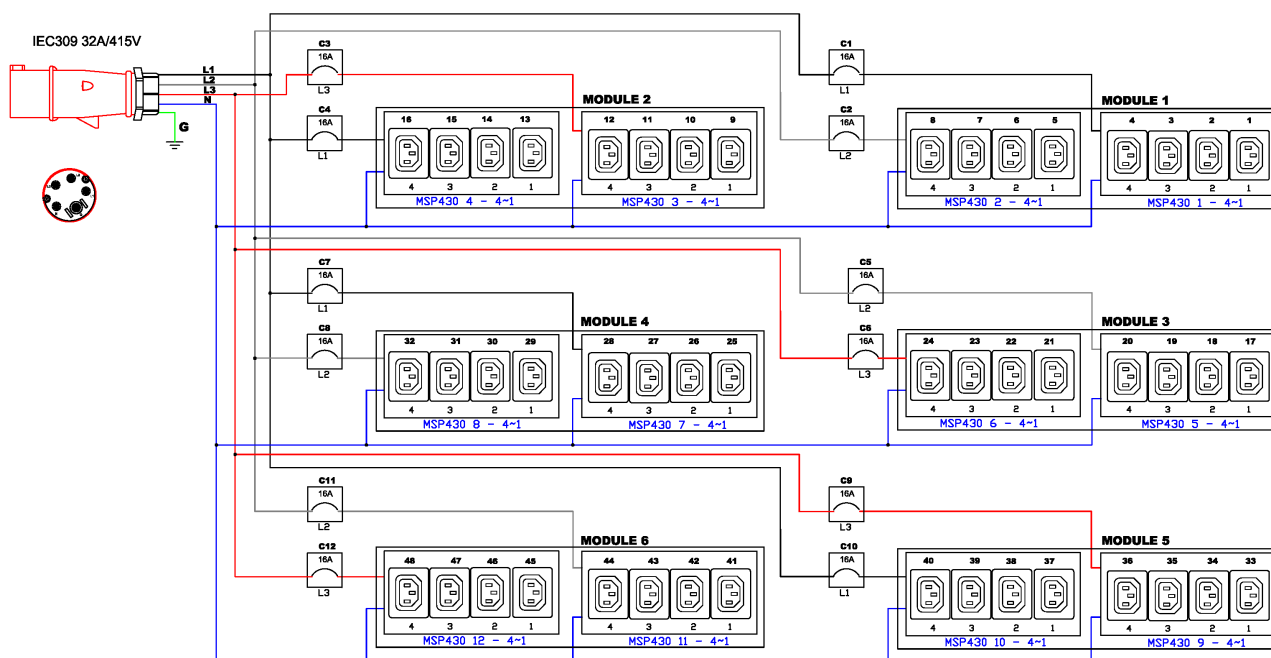 IEC309 32A/415V
L1
L2
L3
N
G
C3
16A
L3
C1
16A
L1
C4
16A
L1
C2
16A
L2
MODULE 2
16 15 14 13
12 11 10 9
4 3 2 1
4 3 2 1
MSP430 4 - 4~1
MSP430 3 - 4~1
MODULE 1
8 7 6 5
4 3 2 1
4 3 2 1
4 3 2 1
MSP430 2 - 4~1
MSP430 1 - 4~1
C7
16A
L1
C5
16A
L2
C8
16A
L2
C6
16A
L3
MODULE 4
32 31 30 29
28 27 26 25
4 3 2 1
4 3 2 1
MSP430 8 - 4~1
MSP430 7 - 4~1
MODULE 3
24 23 22 21
20 19 18 17
4 3 2 1
4 3 2 1
MSP430 6 - 4~1
MSP430 5 - 4~1
C11
16A
L2
C9
16A
L3
C12
16A
L3
C10
16A
L1
MODULE 6
48 47 46 45
44 43 42 41
4 3 2 1
4 3 2 1
MSP430 12 - 4~1
MSP430 11 - 4~1
MODULE 5
40 39 38 37
36 35 34 33
4 3 2 1
4 3 2 1
MSP430 10 - 4~1
MSP430 9 - 4~1